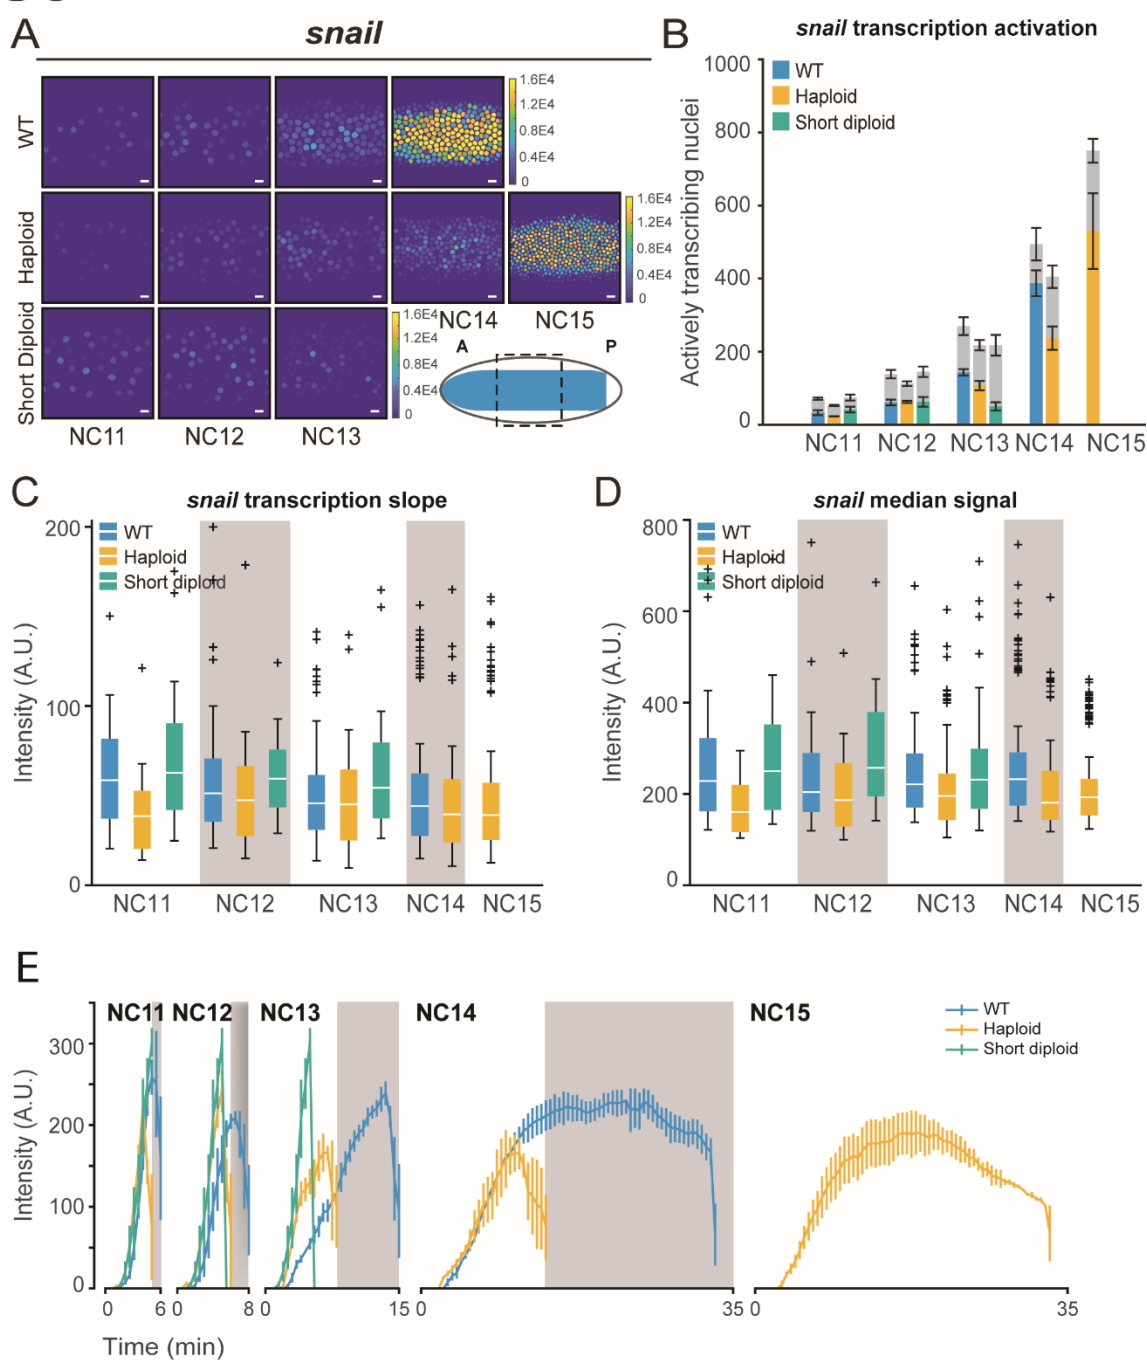 A
snail
WT
1.6E4
1.2E4
0.8E4
0.4E4
0
Haploid
1.6E4
1.2E4
0.8E4
0.4E4
0
NC14
NC15
Short Diploid
1.6E4
1.2E4
0.8E4
0.4E4
0
A
P
NC11
NC12
NC13
B
snail transcription activation
Actively transcribing nuclei
1000
800
600
400
200
0
WT
Haploid
Short diploid
NC11
NC12
NC13
NC14
NC15
C
snail transcription slope
Intensity (A.U.)
200
100
0
WT
Haploid
Short diploid
NC11
NC12
NC13
NC14
NC15
D
snail median signal
Intensity (A.U.)
800
600
400
200
0
WT
Haploid
Short diploid
NC11
NC12
NC13
NC14
NC15
E
Intensity (A.U.)
300
200
100
0
NC11
NC12
NC13
NC14
NC15
WT
Haploid
Short diploid
0
6
0
8
0
15
0
35
0
35
Time (min)